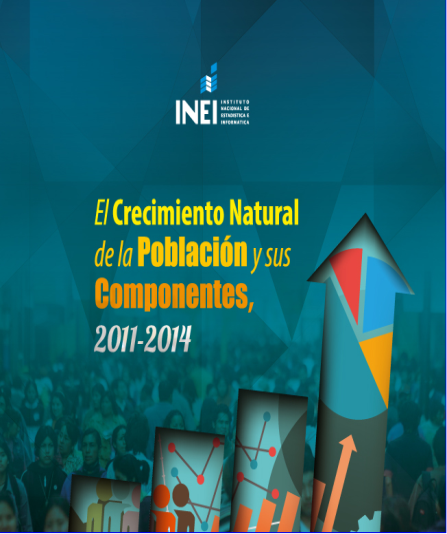 INEI
INSTITUTO
NACIONAL DE
ESTADÍSTICA E
INFORMÁTICA
El Crecimiento Natural
de la Población y sus
Componentes,
2011-2014